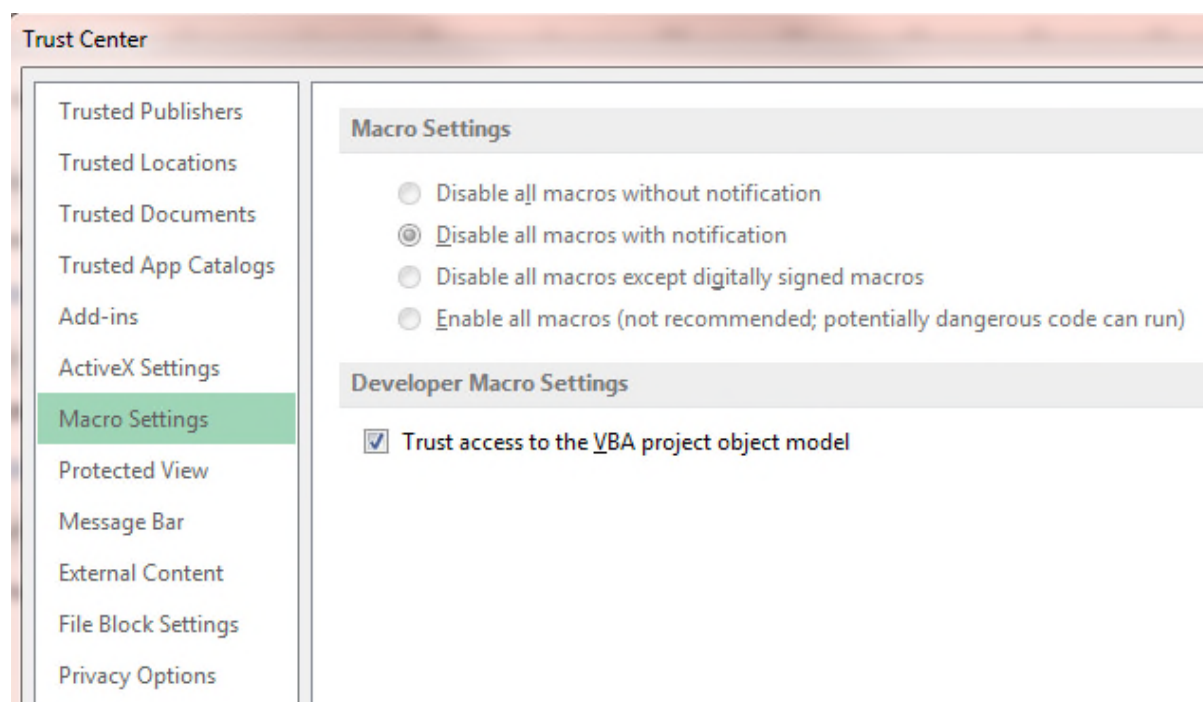 Trust Center
Trusted Publishers
Trusted Locations
Trusted Documents
Trusted App Catalogs
Add-ins
ActiveX Settings
Macro Settings
Protected View
Message Bar
External Content
File Block Settings
Privacy Options
Macro Settings
Disable all macros without notification
Disable all macros with notification
Disable all macros except digitally signed macros
Enable all macros (not recommended; potentially dangerous code can run)
Developer Macro Settings
Trust access to the VBA project object model